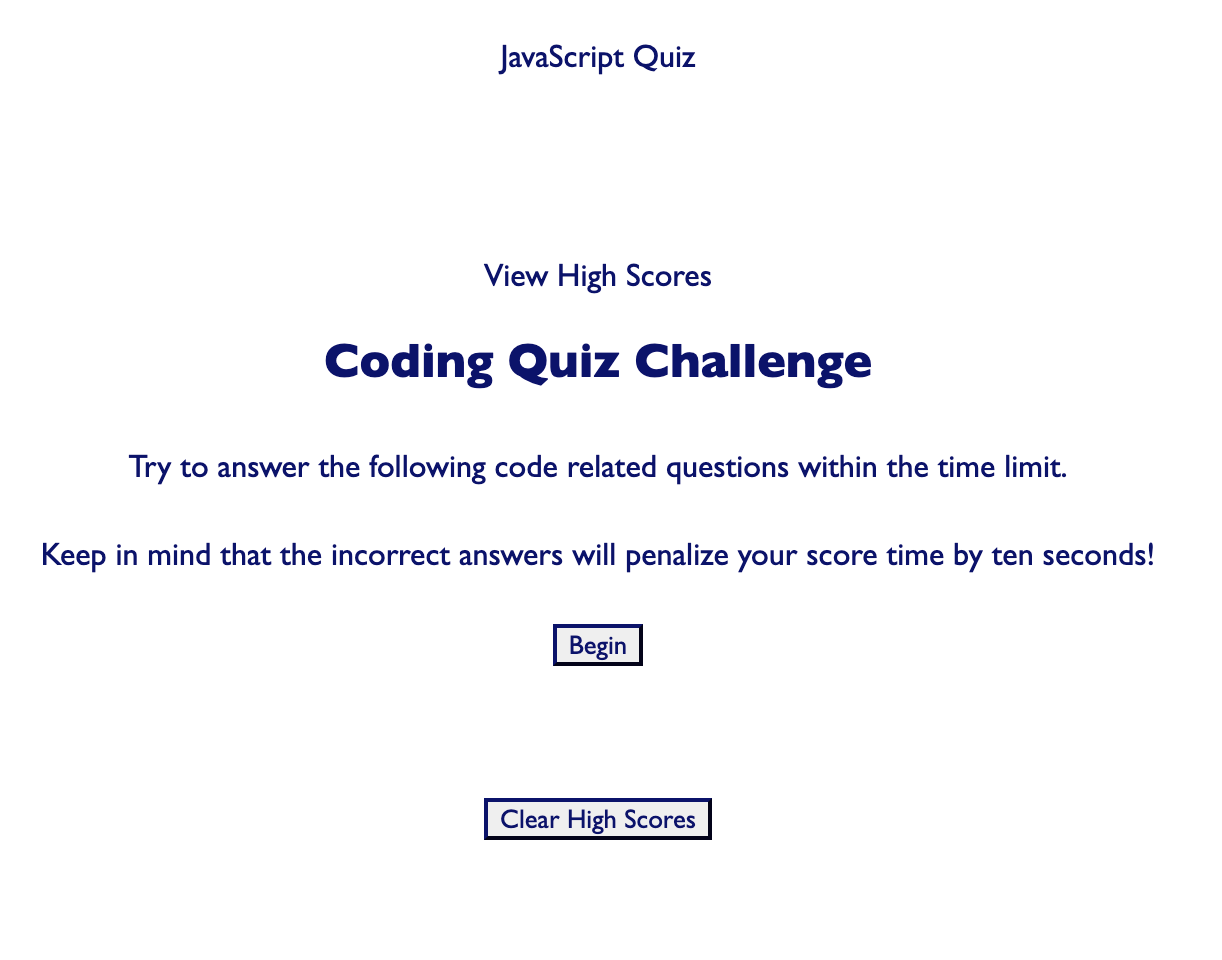 JavaScript Quiz
View High Scores
Coding Quiz Challenge
Try to answer the following code related questions within the time limit.
Keep in mind that the incorrect answers will penalize your score time by ten seconds!
Begin
Clear High Scores